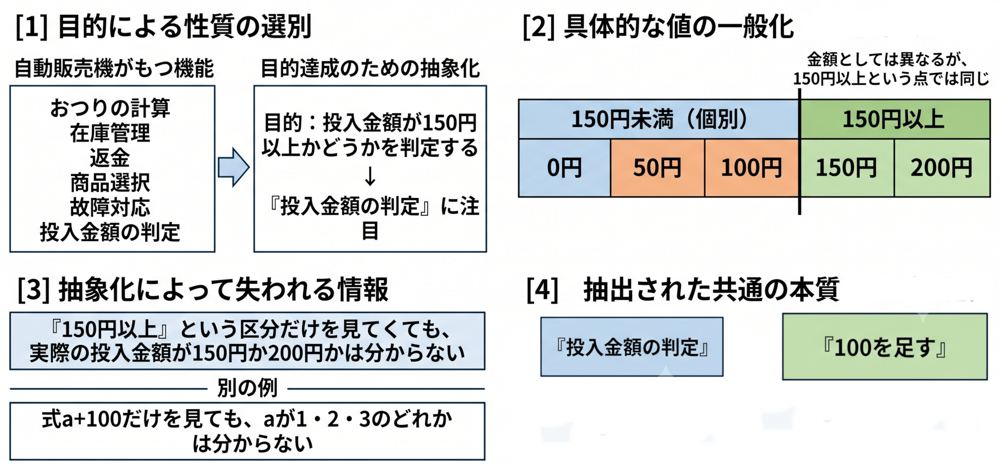 [1] 目的による性質の選別
自動販売機がもつ機能
おつりの計算
在庫管理
返金
商品選択
故障対応
投入金額の判定
目的達成のための抽象化
目的：投入金額が150円
以上かどうかを判定する
↓
『投入金額の判定』に注
目
[2] 具体的な値の一般化
金額としては異なるが、
150円以上という点では同じ
150円未満（個別）
150円以上
0円
50円
100円
150円
200円
[3] 抽象化によって失われる情報
『150円以上』という区分だけを見てくても、
実際の投入金額が150円か200円かは分からない
別の例
式a+100だけを見ても、aが1・2・3のどれか
は分からない
[4] 抽出された共通の本質
『投入金額の判定』
『100を足す』